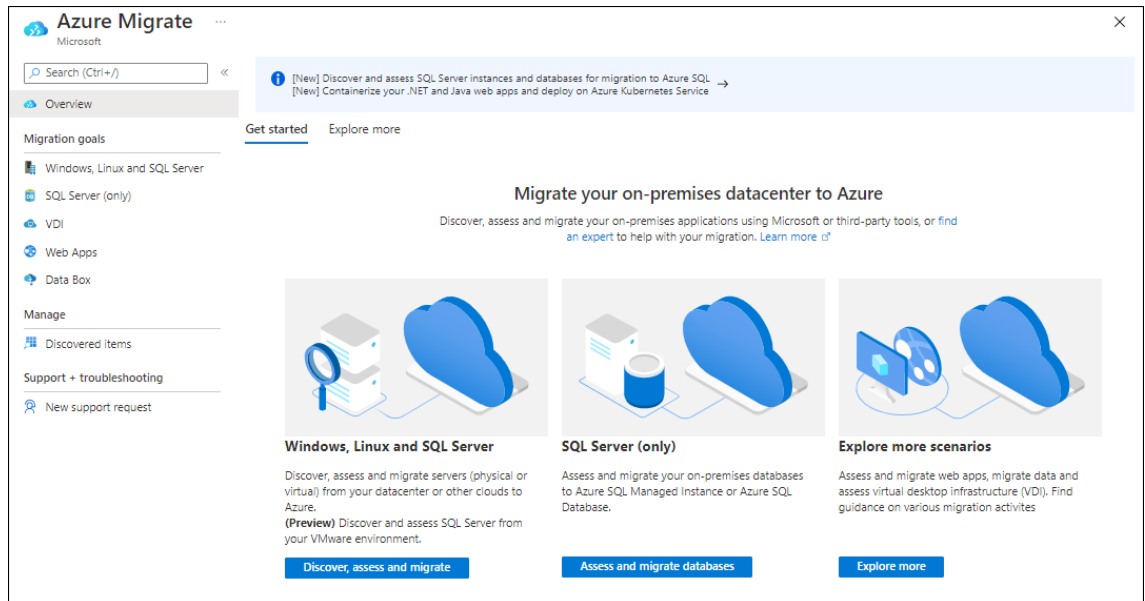 Azure Migrate ...
Microsoft
Search (Ctrl+/)
«
Overview
Migration goals
Windows, Linux and SQL Server
SQL Server (only)
VDI
Web Apps
Data Box
Manage
Discovered items
Support + troubleshooting
New support request
[New] Discover and assess SQL Server instances and databases for migration to Azure SQL
[New] Containerize your .NET and Java web apps and deploy on Azure Kubernetes Service
→
Get started Explore more
Migrate your on-premises datacenter to Azure
Discover, assess and migrate your on-premises applications using Microsoft or third-party tools, or find
an expert to help with your migration. Learn more
Windows, Linux and SQL Server
Discover, assess and migrate servers (physical or
virtual) from your datacenter or other clouds to
Azure.
(Preview) Discover and assess SQL Server from
your VMware environment.
Discover, assess and migrate
SQL Server (only)
Assess and migrate your on-premises databases
to Azure SQL Managed Instance or Azure SQL
Database.
Assess and migrate databases
Explore more scenarios
Assess and migrate web apps, migrate data and
assess virtual desktop infrastructure (VDI). Find
guidance on various migration activites
Explore more